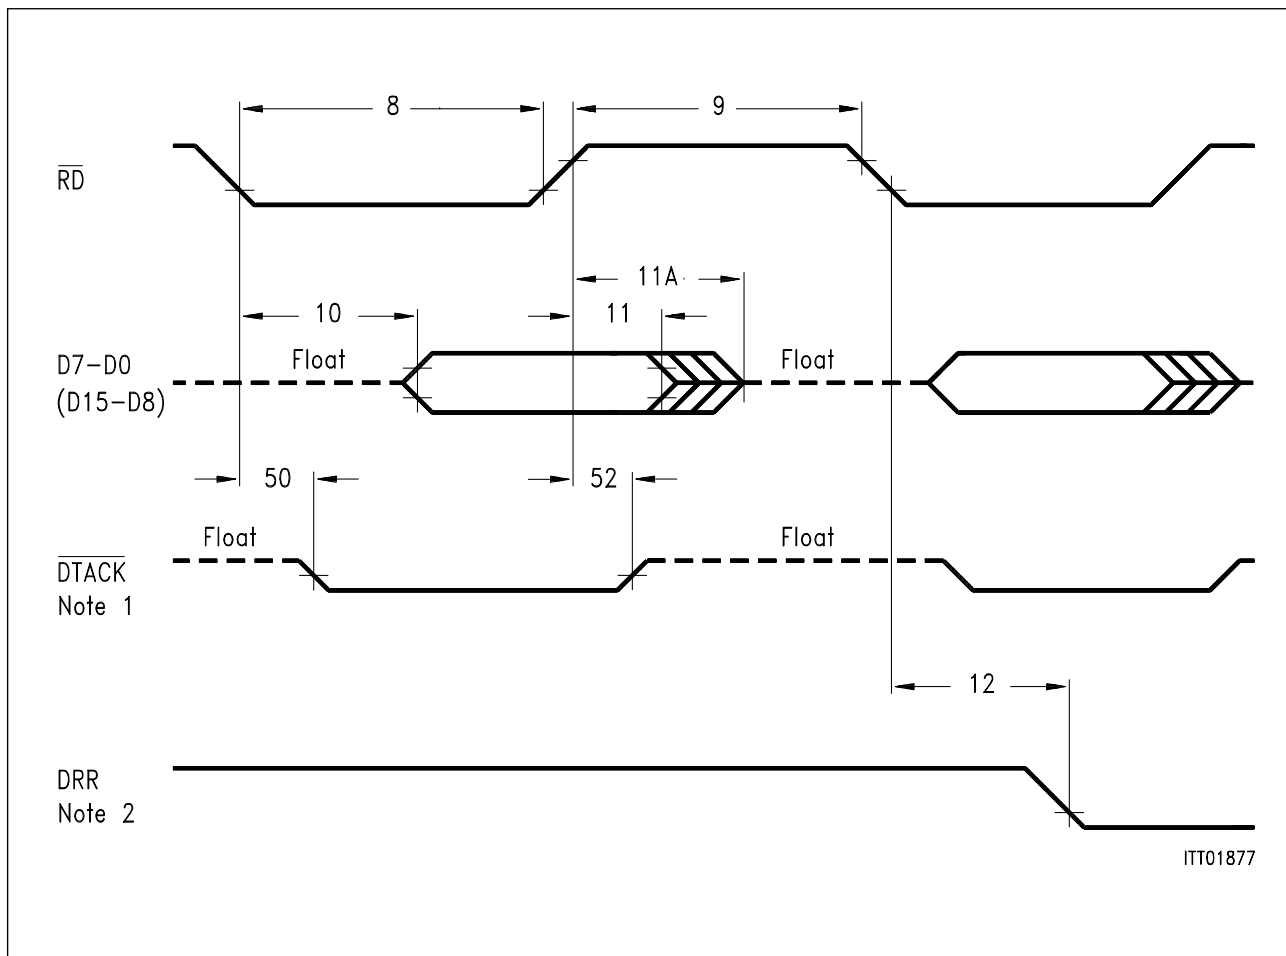 8
9
RD
11A
10
11
D7-D0
(D15-D8)
Float
Float
50
52
Float
Float
DTACK
Note 1
12
DRR
Note 2
ITT01877